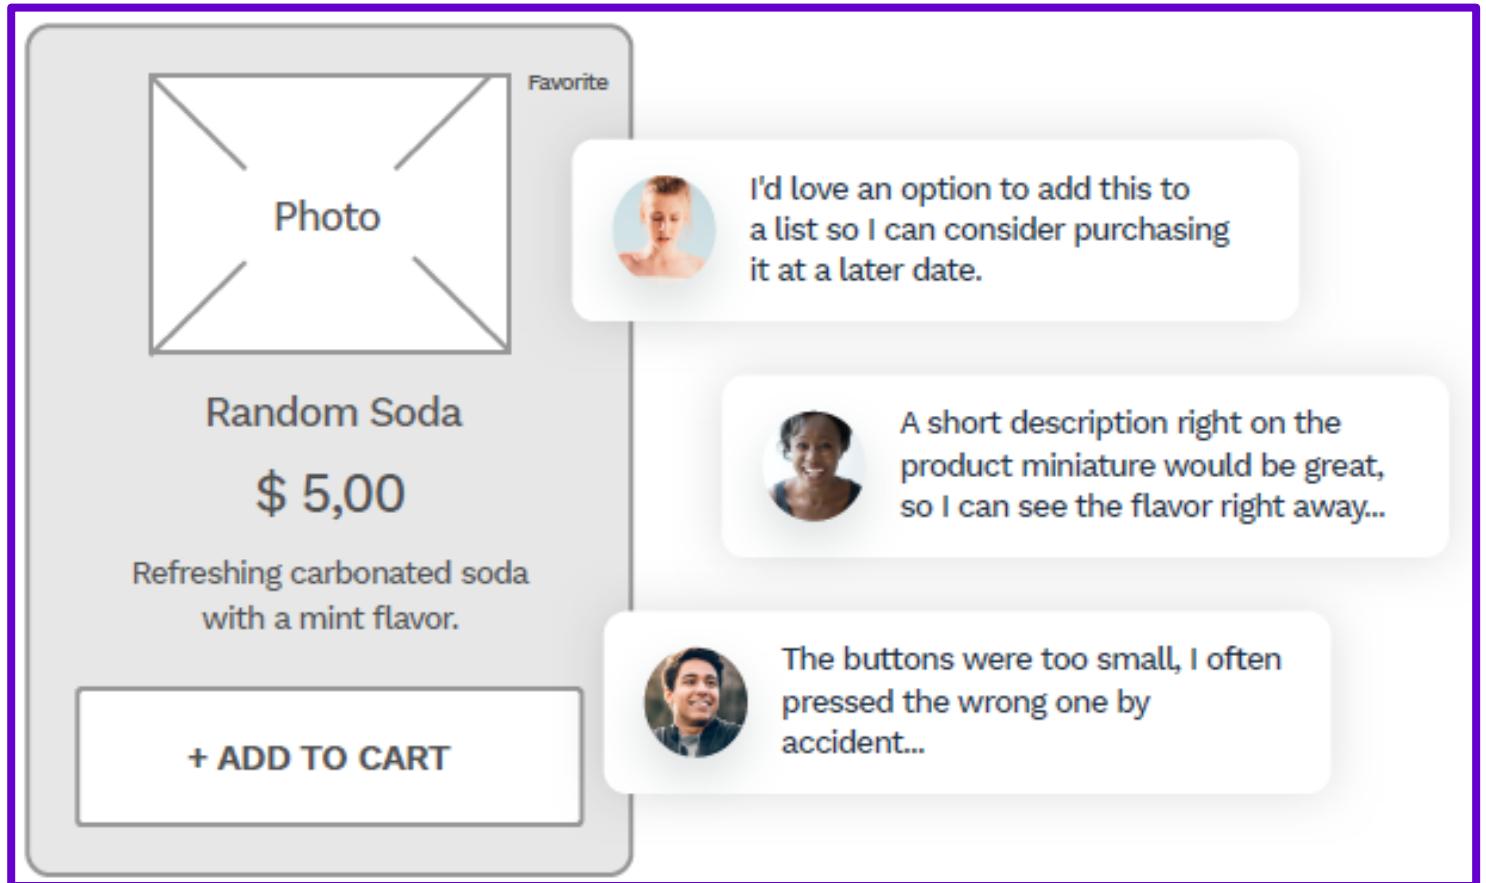 Favorite
Photo
Random Soda
$ 5,00
Refreshing carbonated soda
with a mint flavor.
+ ADD TO CART
I'd love an option to add this to
a list so I can consider purchasing
it at a later date.
A short description right on the
product miniature would be great,
so I can see the flavor right away...
The buttons were too small, I often
pressed the wrong one by
accident...